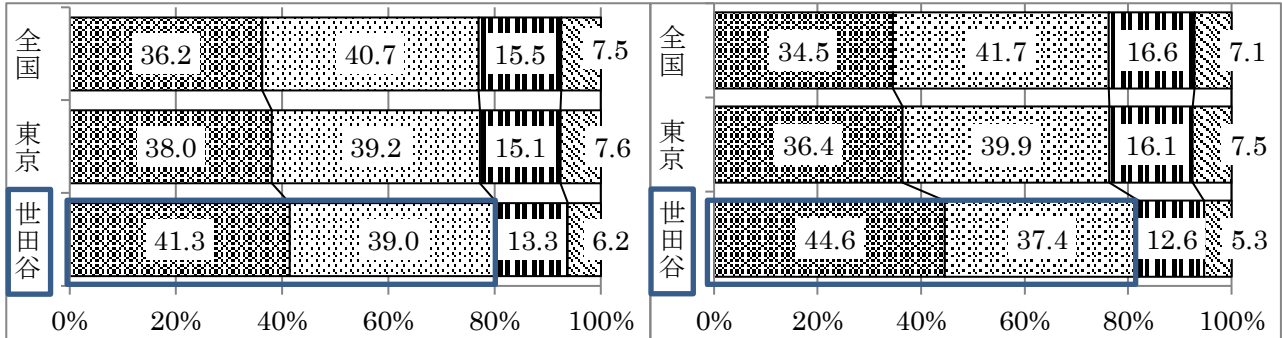 全国 36.2 40.7 15.5 7.5
東京 38.0 39.2 15.1 7.6
世田谷 41.3 39.0 13.3 6.2
0% 20% 40% 60% 80% 100%
全国 34.5 41.7 16.6 7.1
東京 36.4 39.9 16.1 7.5
世田谷 44.6 37.4 12.6 5.3
0% 20% 40% 60% 80% 100%